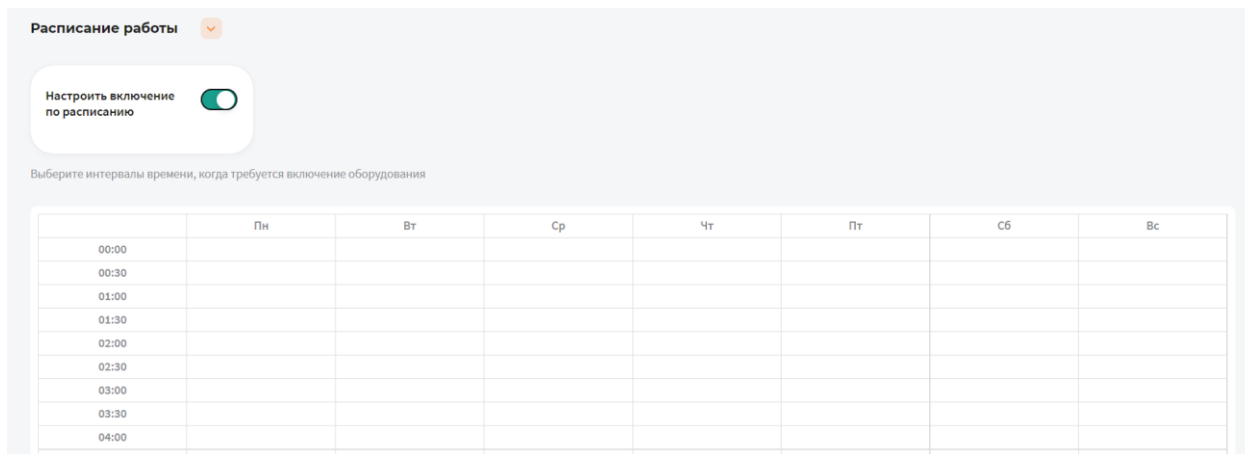 Расписание работы
Настроить включение
по расписанию
Выберите интервалы времени, когда требуется включение оборудования
Пн Вт Ср Чт Пт Сб Вс
00:00
00:30
01:00
01:30
02:00
02:30
03:00
03:30
04:00